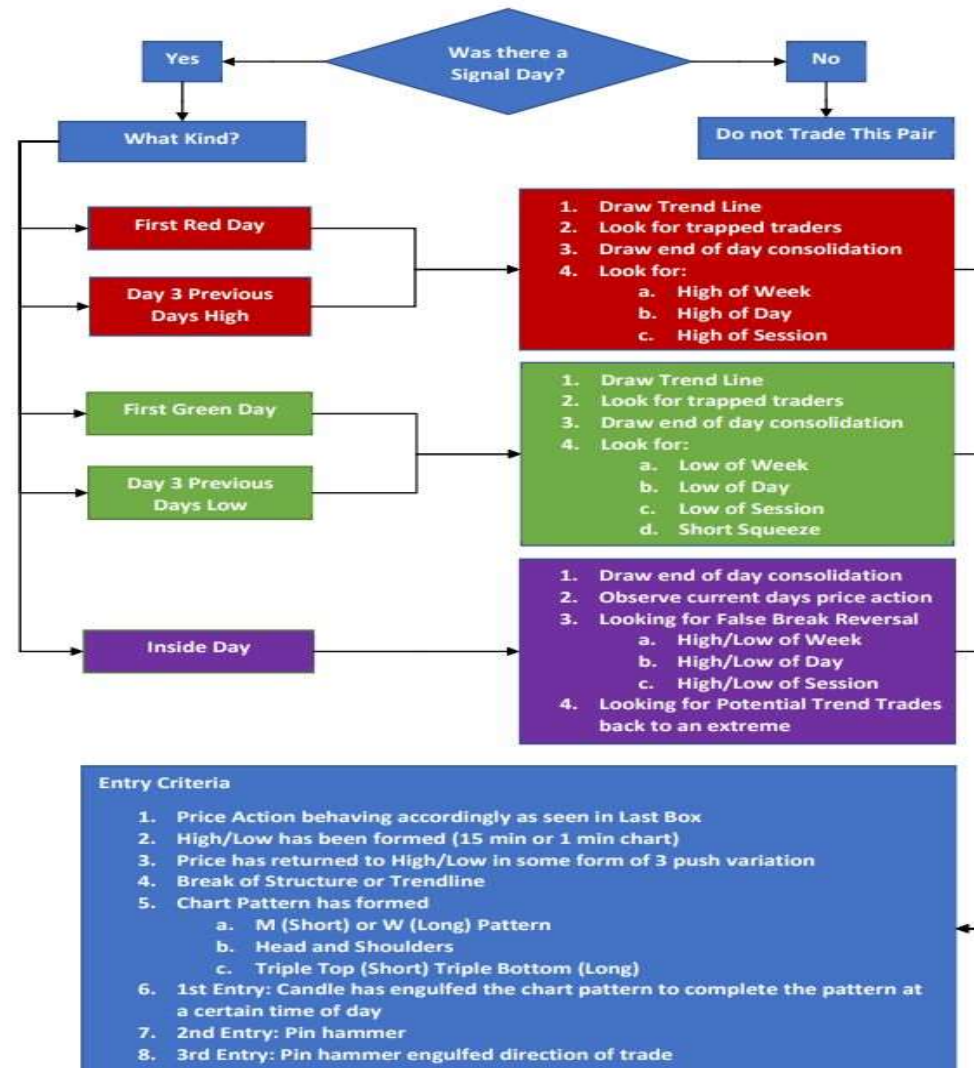 Was there a
Signal Day?
Yes
No
What Kind?
Do not Trade This Pair
First Red Day
Day 3 Previous
Days High
1. Draw Trend Line
2. Look for trapped traders
3. Draw end of day consolidation
4. Look for:
a. High of Week
b. High of Day
c. High of Session
First Green Day
Day 3 Previous
Days Low
1. Draw Trend Line
2. Look for trapped traders
3. Draw end of day consolidation
4. Look for:
a. Low of Week
b. Low of Day
c. Low of Session
d. Short Squeeze
Inside Day
1. Draw end of day consolidation
2. Observe current days price action
3. Looking for False Break Reversal
a. High/Low of Week
b. High/Low of Day
c. High/Low of Session
4. Looking for Potential Trend Trades
back to an extreme
Entry Criteria
1. Price Action behaving accordingly as seen in Last Box
2. High/Low has been formed (15 min or 1 min chart)
3. Price has returned to High/Low in some form of 3 push variation
4. Break of Structure or Trendline
5. Chart Pattern has formed
a. M (Short) or W (Long) Pattern
b. Head and Shoulders
c. Triple Top (Short) Triple Bottom (Long)
6. 1st Entry: Candle has engulfed the chart pattern to complete the pattern at
a certain time of day
7. 2nd Entry: Pin hammer
8. 3rd Entry: Pin hammer engulfed direction of trade